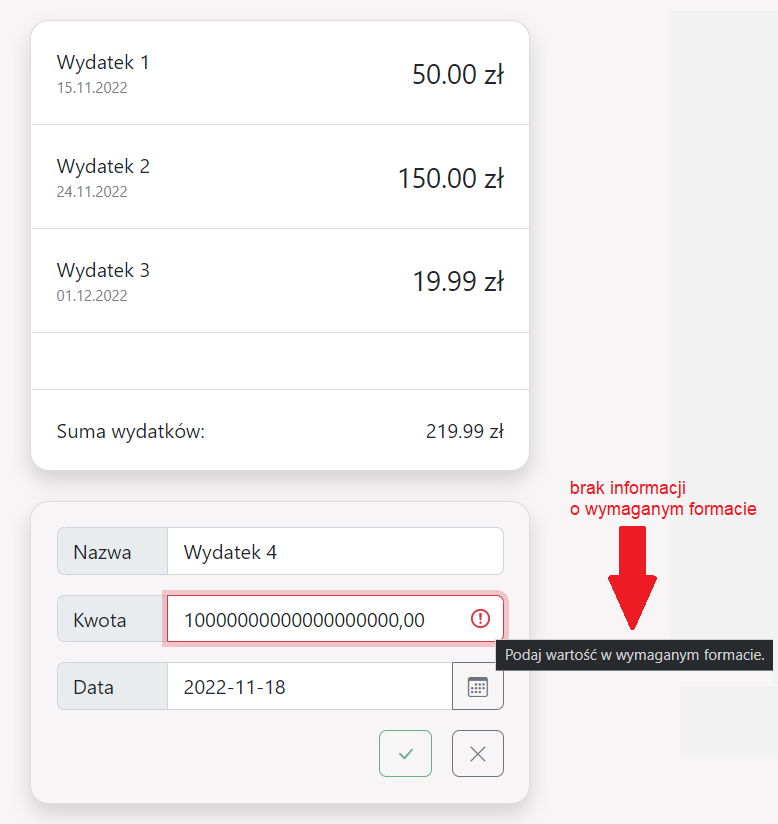 Wydatek 1
15.11.2022
50.00 zł
Wydatek 2
24.11.2022
150.00 zł
Wydatek 3
01.12.2022
19.99 zł
Suma wydatków:
219.99 zł
brak informacji
o wymaganym formacie
Nazwa
Wydatek 4
Kwota
10000000000000000000,00
Podaj wartość w wymaganym formacie.
Data
2022-11-18